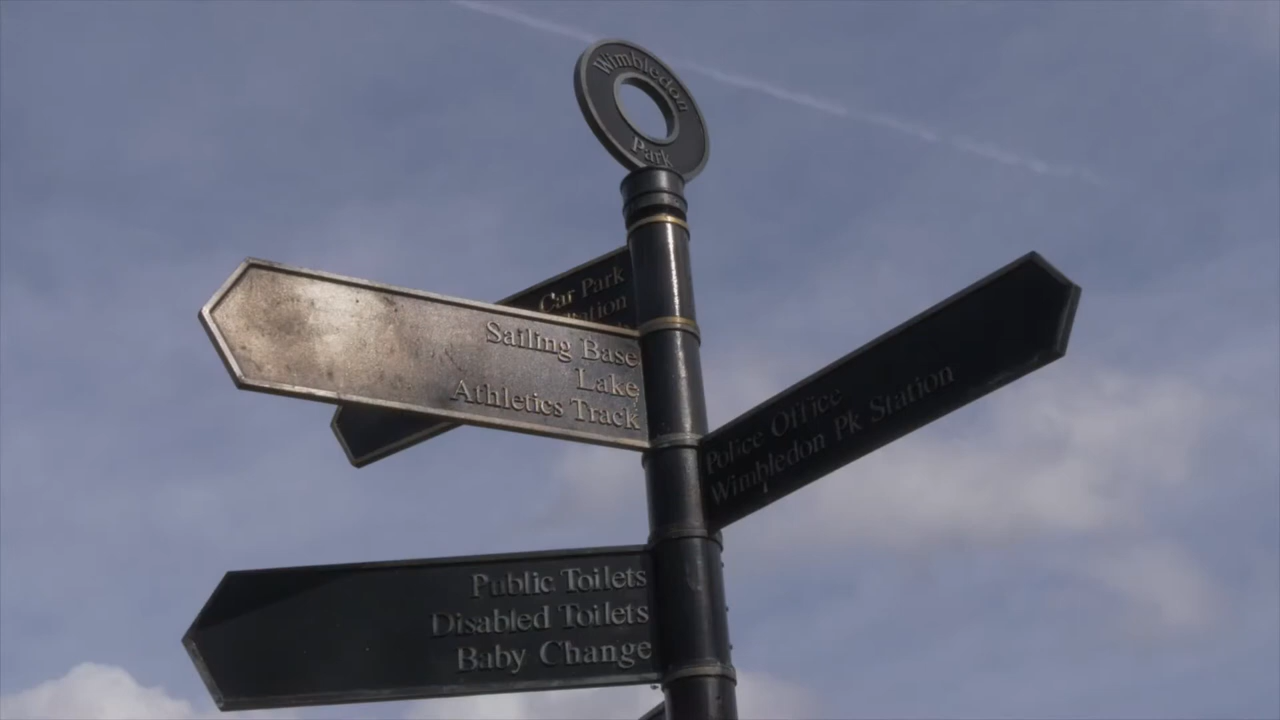 Wimbledon
Park
Car Park
Sailing Base
Lake
Athletics Track
Police Office
Wimbledon Pk Station
Public Toilets
Disabled Toilets
Baby Change